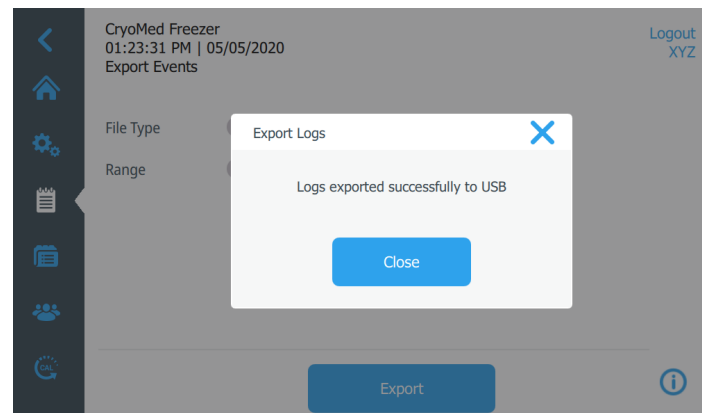 CryoMed Freezer
01:23:31 PM | 05/05/2020
Export Events
Logout
XYZ
File Type
Range
Export Logs
Logs exported successfully to USB
Close
CAL
Export